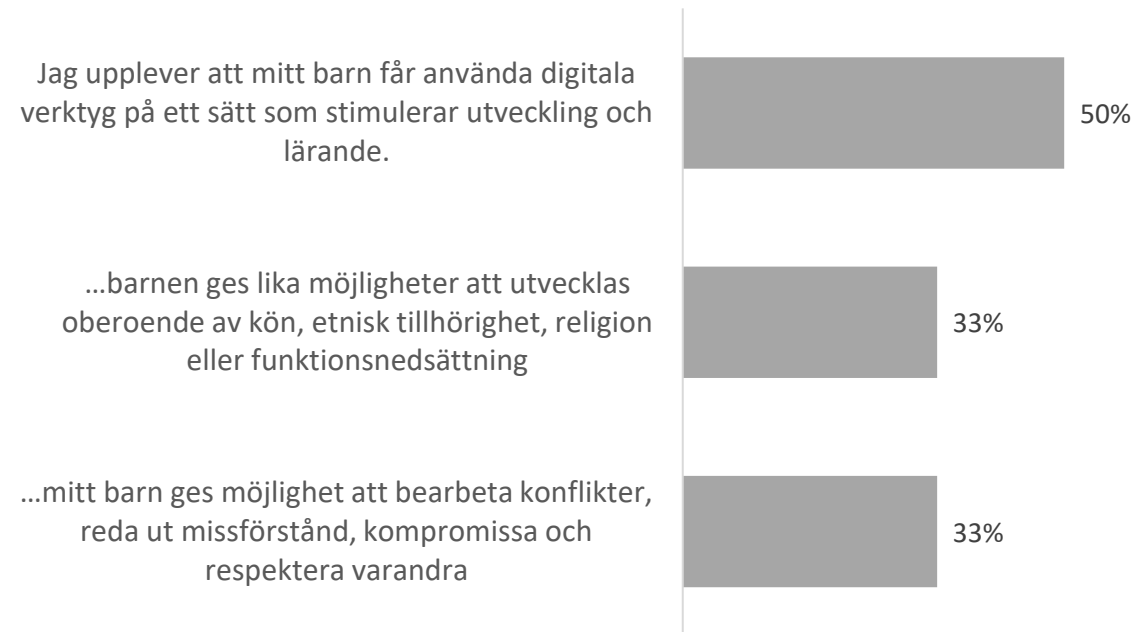 Jag upplever att mitt barn får använda digitala
verktyg på ett sätt som stimulerar utveckling och
lärande.
50%
…barnen ges lika möjligheter att utvecklas
oberoende av kön, etnisk tillhörighet, religion
eller funktionsnedsättning
33%
…mitt barn ges möjlighet att bearbeta konflikter,
reda ut missförstånd, kompromissa och
respektera varandra
33%